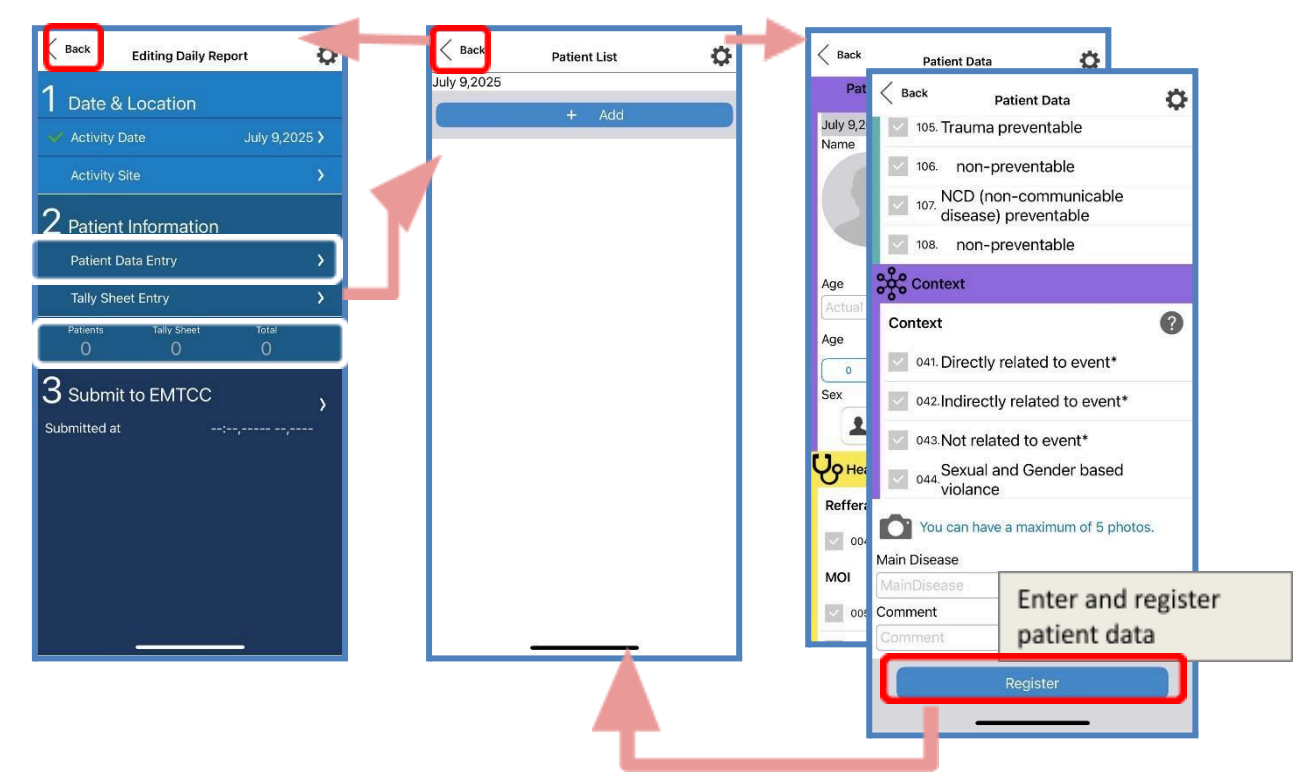 Back
Editing Daily Report
1 Date & Location
Activity Date July 9,2025
Activity Site
2 Patient Information
Patient Data Entry
Tally Sheet Entry
Patients Tally Sheet Total
0 0 0
3 Submit to EMTCC
Submitted at --:--,----- --,----
Back
Patient List
July 9,2025
+ Add
Back
Patient Data
Pat
July 9,2
Name
Age
Actual
Age
0
Sex
Hea
Reffera
004
MOI
005
Back
Patient Data
105. Trauma preventable
106. non-preventable
107. NCD (non-communicable
disease) preventable
108. non-preventable
Context
Context
?
041. Directly related to event*
042. Indirectly related to event*
043. Not related to event*
044. Sexual and Gender based
violance
You can have a maximum of 5 photos.
Main Disease
MainDisease
Comment
Comment
Register
Enter and register
patient data